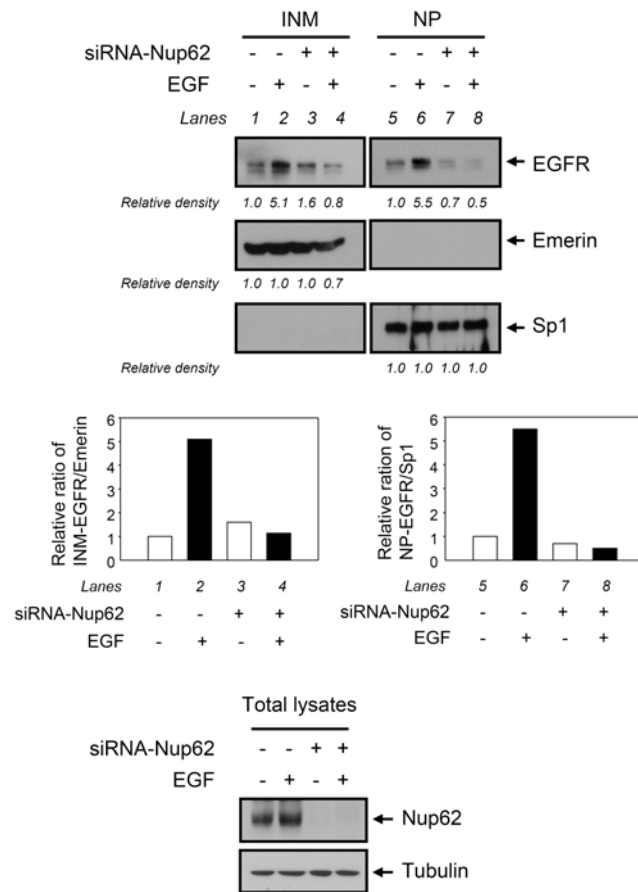 INM NP
siRNA-Nup62 - - + + - - + +
EGF - + - + - + - +
Lanes 1 2 3 4 5 6 7 8
EGFR
Relative density 1.0 5.1 1.6 0.8 1.0 5.5 0.7 0.5
Emerin
Relative density 1.0 1.0 1.0 0.7
Sp1
Relative density 1.0 1.0 1.0 1.0
Relative ratio of
INM-EGFR/Emerin
6
5
4
3
2
1
0
Lanes 1 2 3 4
siRNA-Nup62 - - + +
EGF - + - +
Relative ration of
NP-EGFR/Sp1
6
5
4
3
2
1
0
Lanes 5 6 7 8
siRNA-Nup62 - - + +
EGF - + - +
Total lysates
siRNA-Nup62 - - + +
EGF - + - +
Nup62
Tubulin